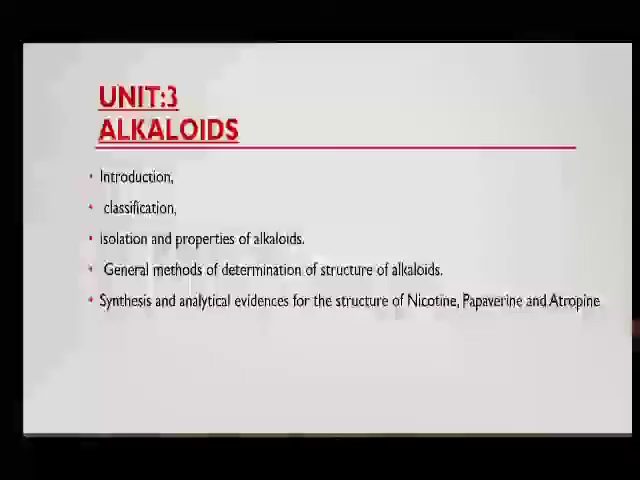 UNIT:3
ALKALOIDS
• Introduction,
• classification,
• Isolation and properties of alkaloids.
• General methods of determination of structure of alkaloids.
• Synthesis and analytical evidences for the structure of Nicotine, Papaverine and Atropine